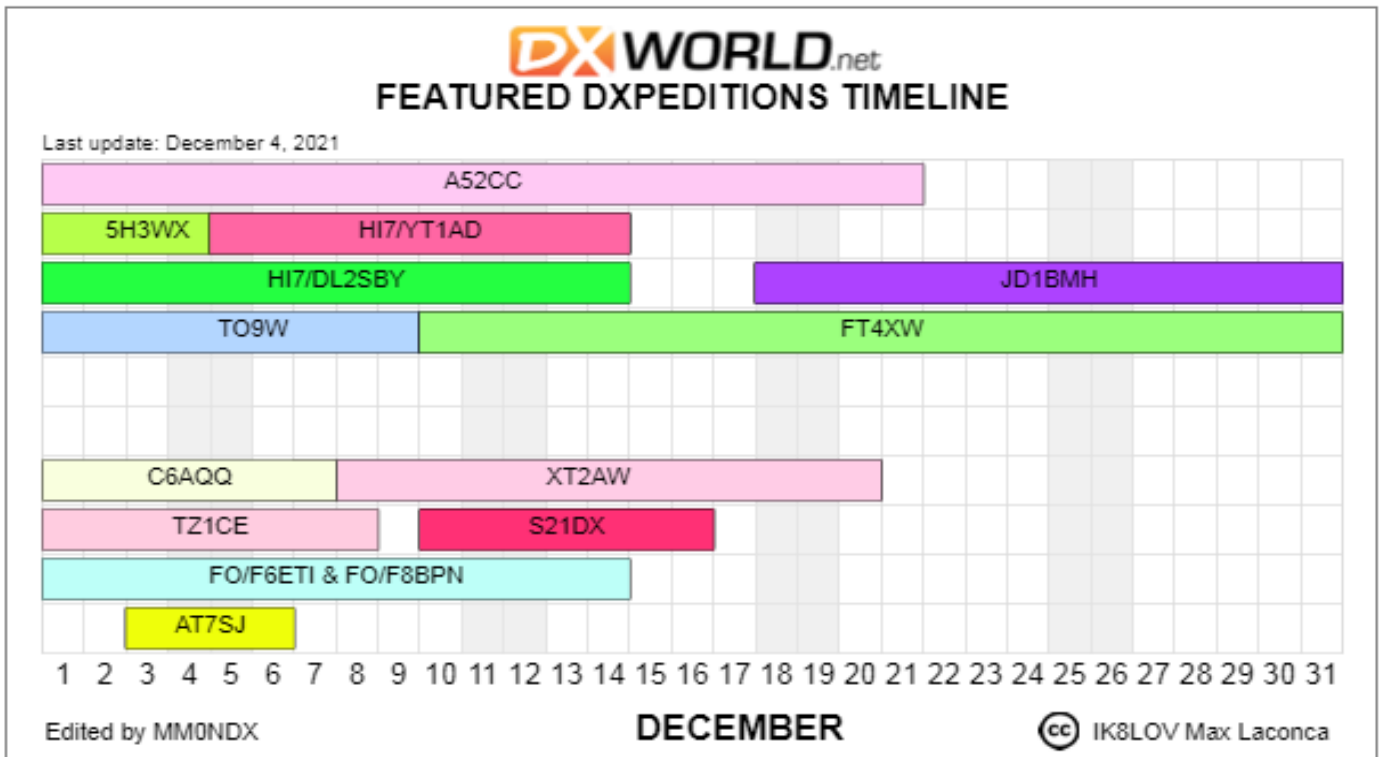 DXWORLD.net
FEATURED DXPEDITIONS TIMELINE
Last update: December 4, 2021
A52CC
5H3WX HI7/YT1AD
HI7/DL2SBY JD1BMH
TO9W FT4XW
C6AQQ XT2AW
TZ1CE S21DX
FO/F6ETI & FO/F8BPN
AT7SJ
1 2 3 4 5 6 7 8 9 10 11 12 13 14 15 16 17 18 19 20 21 22 23 24 25 26 27 28 29 30 31
Edited by MM0NDX DECEMBER cc IK8LOV Max Laconca